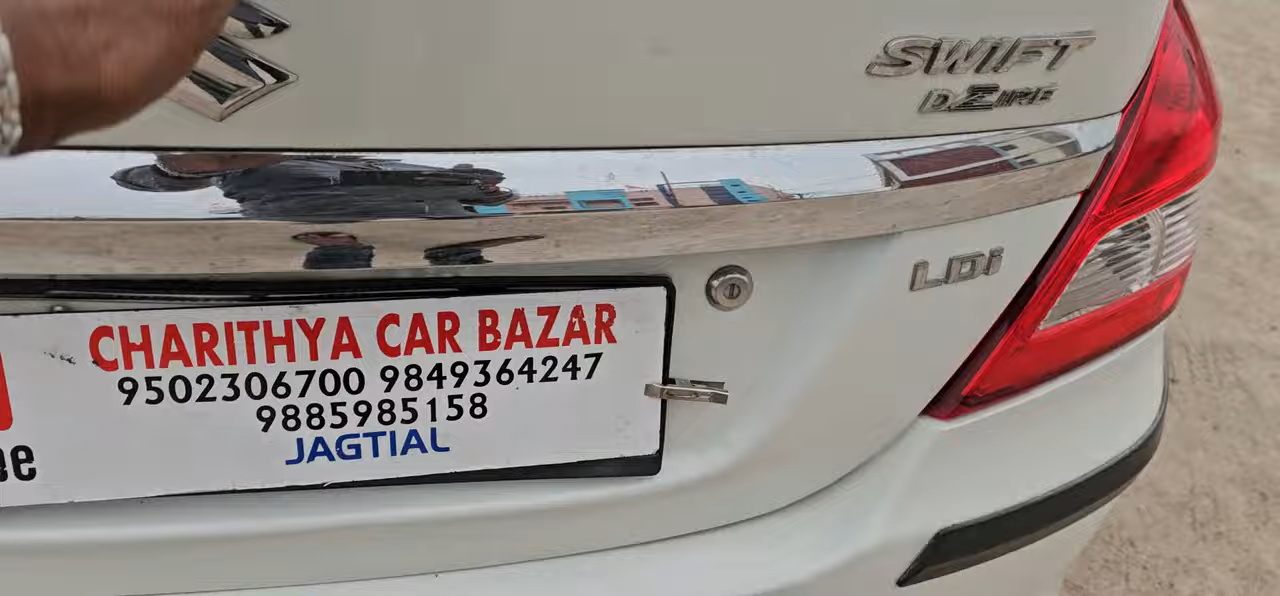 SWIFT
DZIRE
LDi
CHARITHYA CAR BAZAR
9502306700 9849364247
9885985158
JAGTIAL